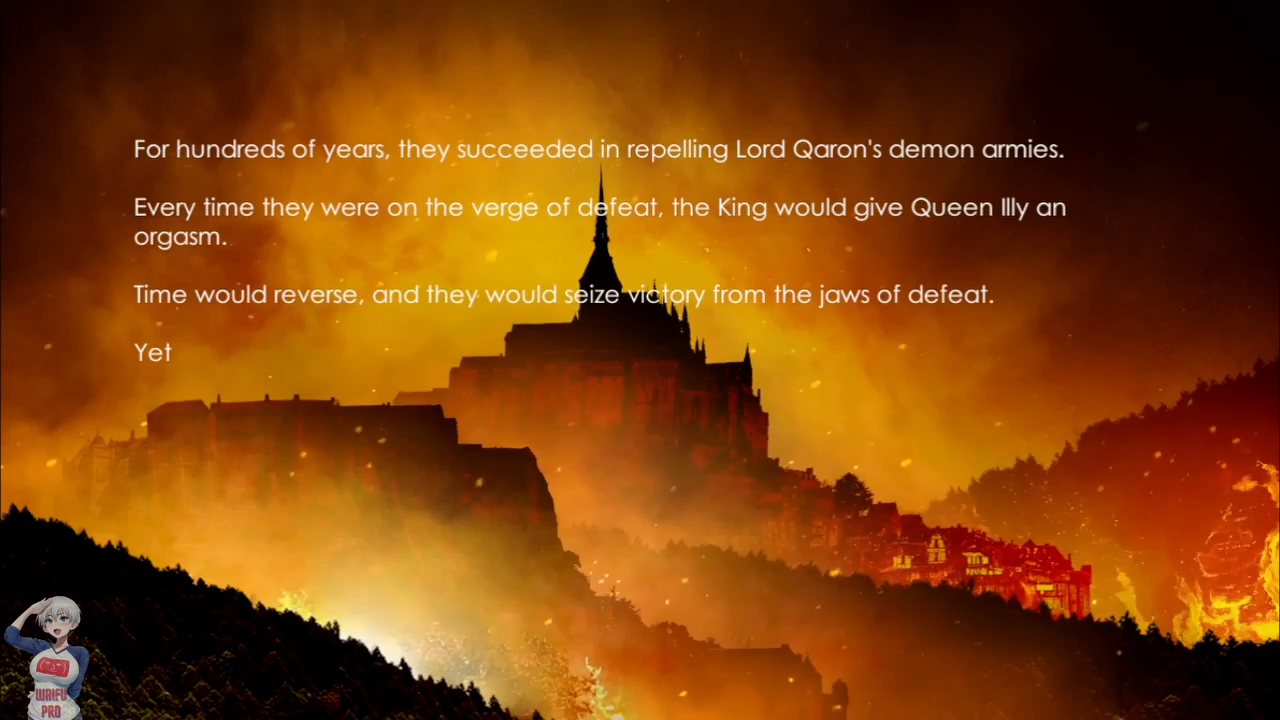 For hundreds of years, they succeeded in repelling Lord Qaron's demon armies.
Every time they were on the verge of defeat, the King would give Queen Illy an
orgasm.
Time would reverse, and they would seize victory from the jaws of defeat.
Yet
WAIFU
PRO